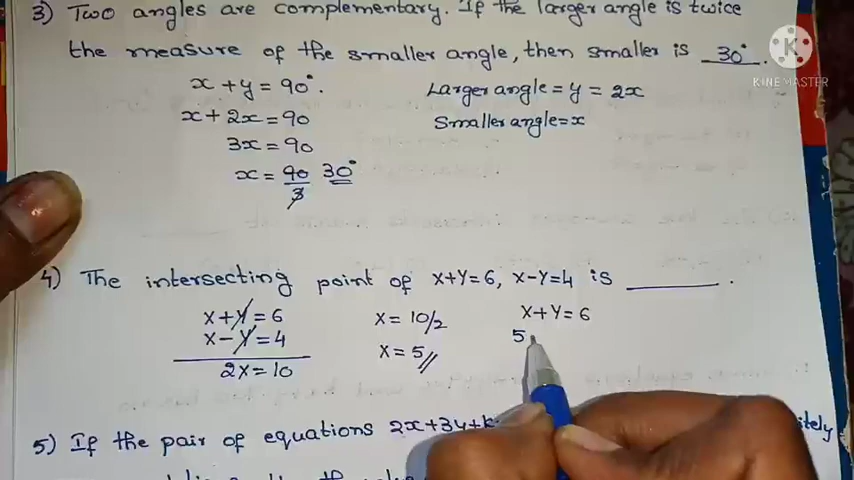 3) Two angles are complementary. If the larger angle is twice
the measure of the smaller angle, then smaller is 30°.
x + y = 90°.
x + 2x = 90
3x = 90
x = 90/3 30°
Larger angle = y = 2x
Smaller angle = x
K
KINEMASTER
4) The intersecting point of x+y=6, x-y=4 is ________.
x + y = 6
x - y = 4
2x = 10
x = 10/2
x = 5//
x + y = 6
5
5) If the pair of equations 2x+3y+k